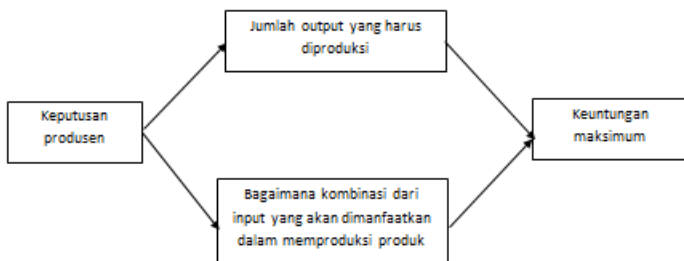 Keputusan
produsen
Jumlah output yang harus
diproduksi
Bagaimana kombinasi dari
input yang akan dimanfaatkan
dalam memproduksi produk
Keuntungan
maksimum